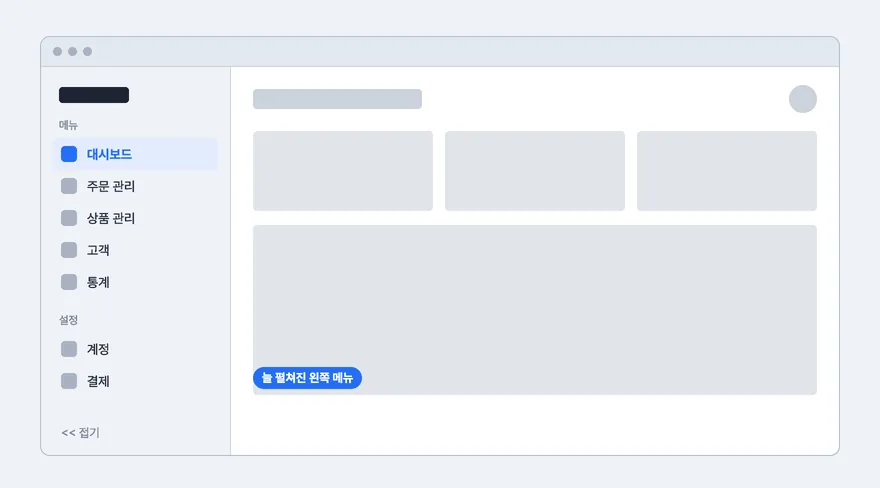 메뉴
대시보드
주문 관리
상품 관리
고객
통계
설정
계정
결제
<< 접기
늘 펼쳐진 왼쪽 메뉴